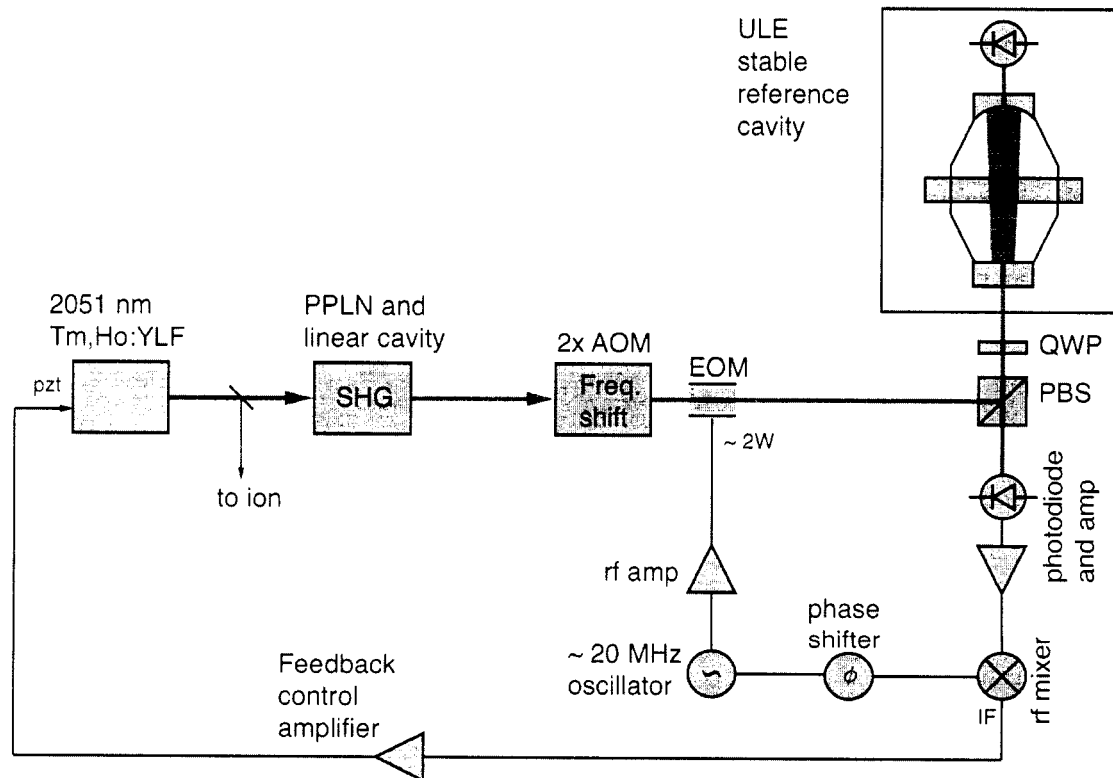 ULE
stable
reference
cavity
2051 nm
Tm,Ho:YLF
PPLN and
linear cavity
2x AOM
EOM
QWP
PBS
pzt
SHG
Freq.
shift
~ 2W
to ion
photodiode
and amp
rf amp
phase
shifter
~ 20 MHz
oscillator
~
ϕ
rf mixer
IF
Feedback
control
amplifier